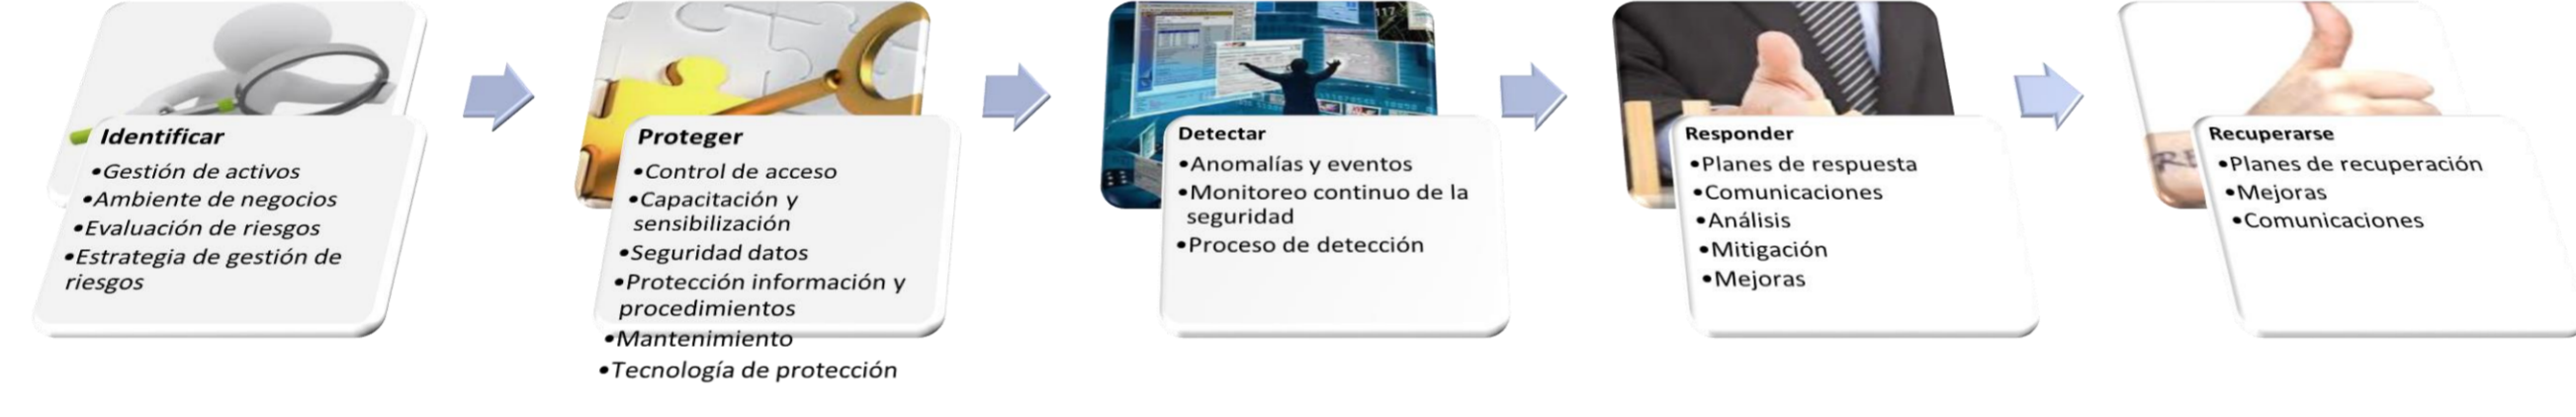 Identificar
•Gestión de activos
•Ambiente de negocios
•Evaluación de riesgos
•Estrategia de gestión de
riesgos
Proteger
•Control de acceso
•Capacitación y
sensibilización
•Seguridad datos
•Protección información y
procedimientos
•Mantenimiento
•Tecnología de protección
117
Detectar
•Anomalías y eventos
•Monitoreo continuo de la
seguridad
•Proceso de detección
Responder
•Planes de respuesta
•Comunicaciones
•Análisis
•Mitigación
•Mejoras
Recuperarse
•Planes de recuperación
•Mejoras
•Comunicaciones